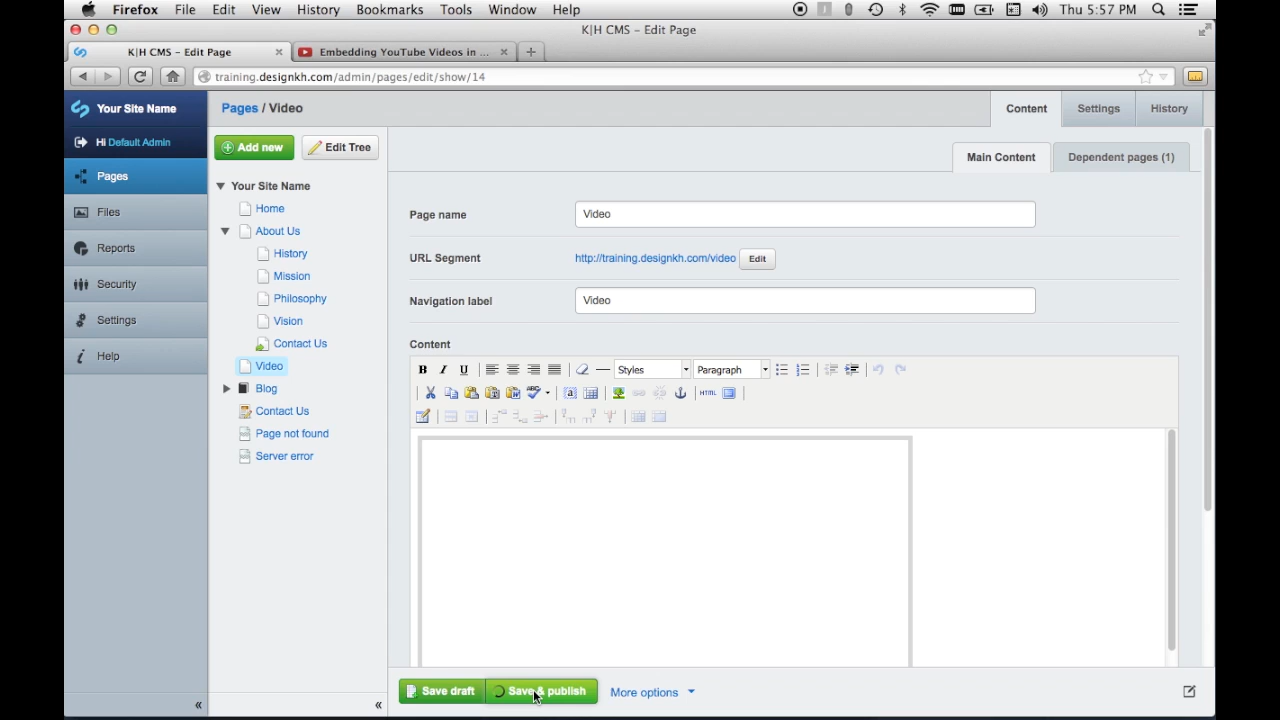 Firefox File Edit View History Bookmarks Tools Window Help Thu 5:57 PM
K|H CMS – Edit Page
K|H CMS – Edit Page × Embedding YouTube Videos in ... × +
training.designkh.com/admin/pages/edit/show/14
Your Site Name
Hi Default Admin
Pages
Files
Reports
Security
Settings
Help
«
Pages / Video
Content Settings History
Add new Edit Tree
Your Site Name
Home
About Us
History
Mission
Philosophy
Vision
Contact Us
Video
Blog
Contact Us
Page not found
Server error
«
Main Content Dependent pages (1)
Page name Video
URL Segment http://training.designkh.com/video Edit
Navigation label Video
Content
B I U Styles Paragraph
ABC HTML
Save draft Save & publish More options